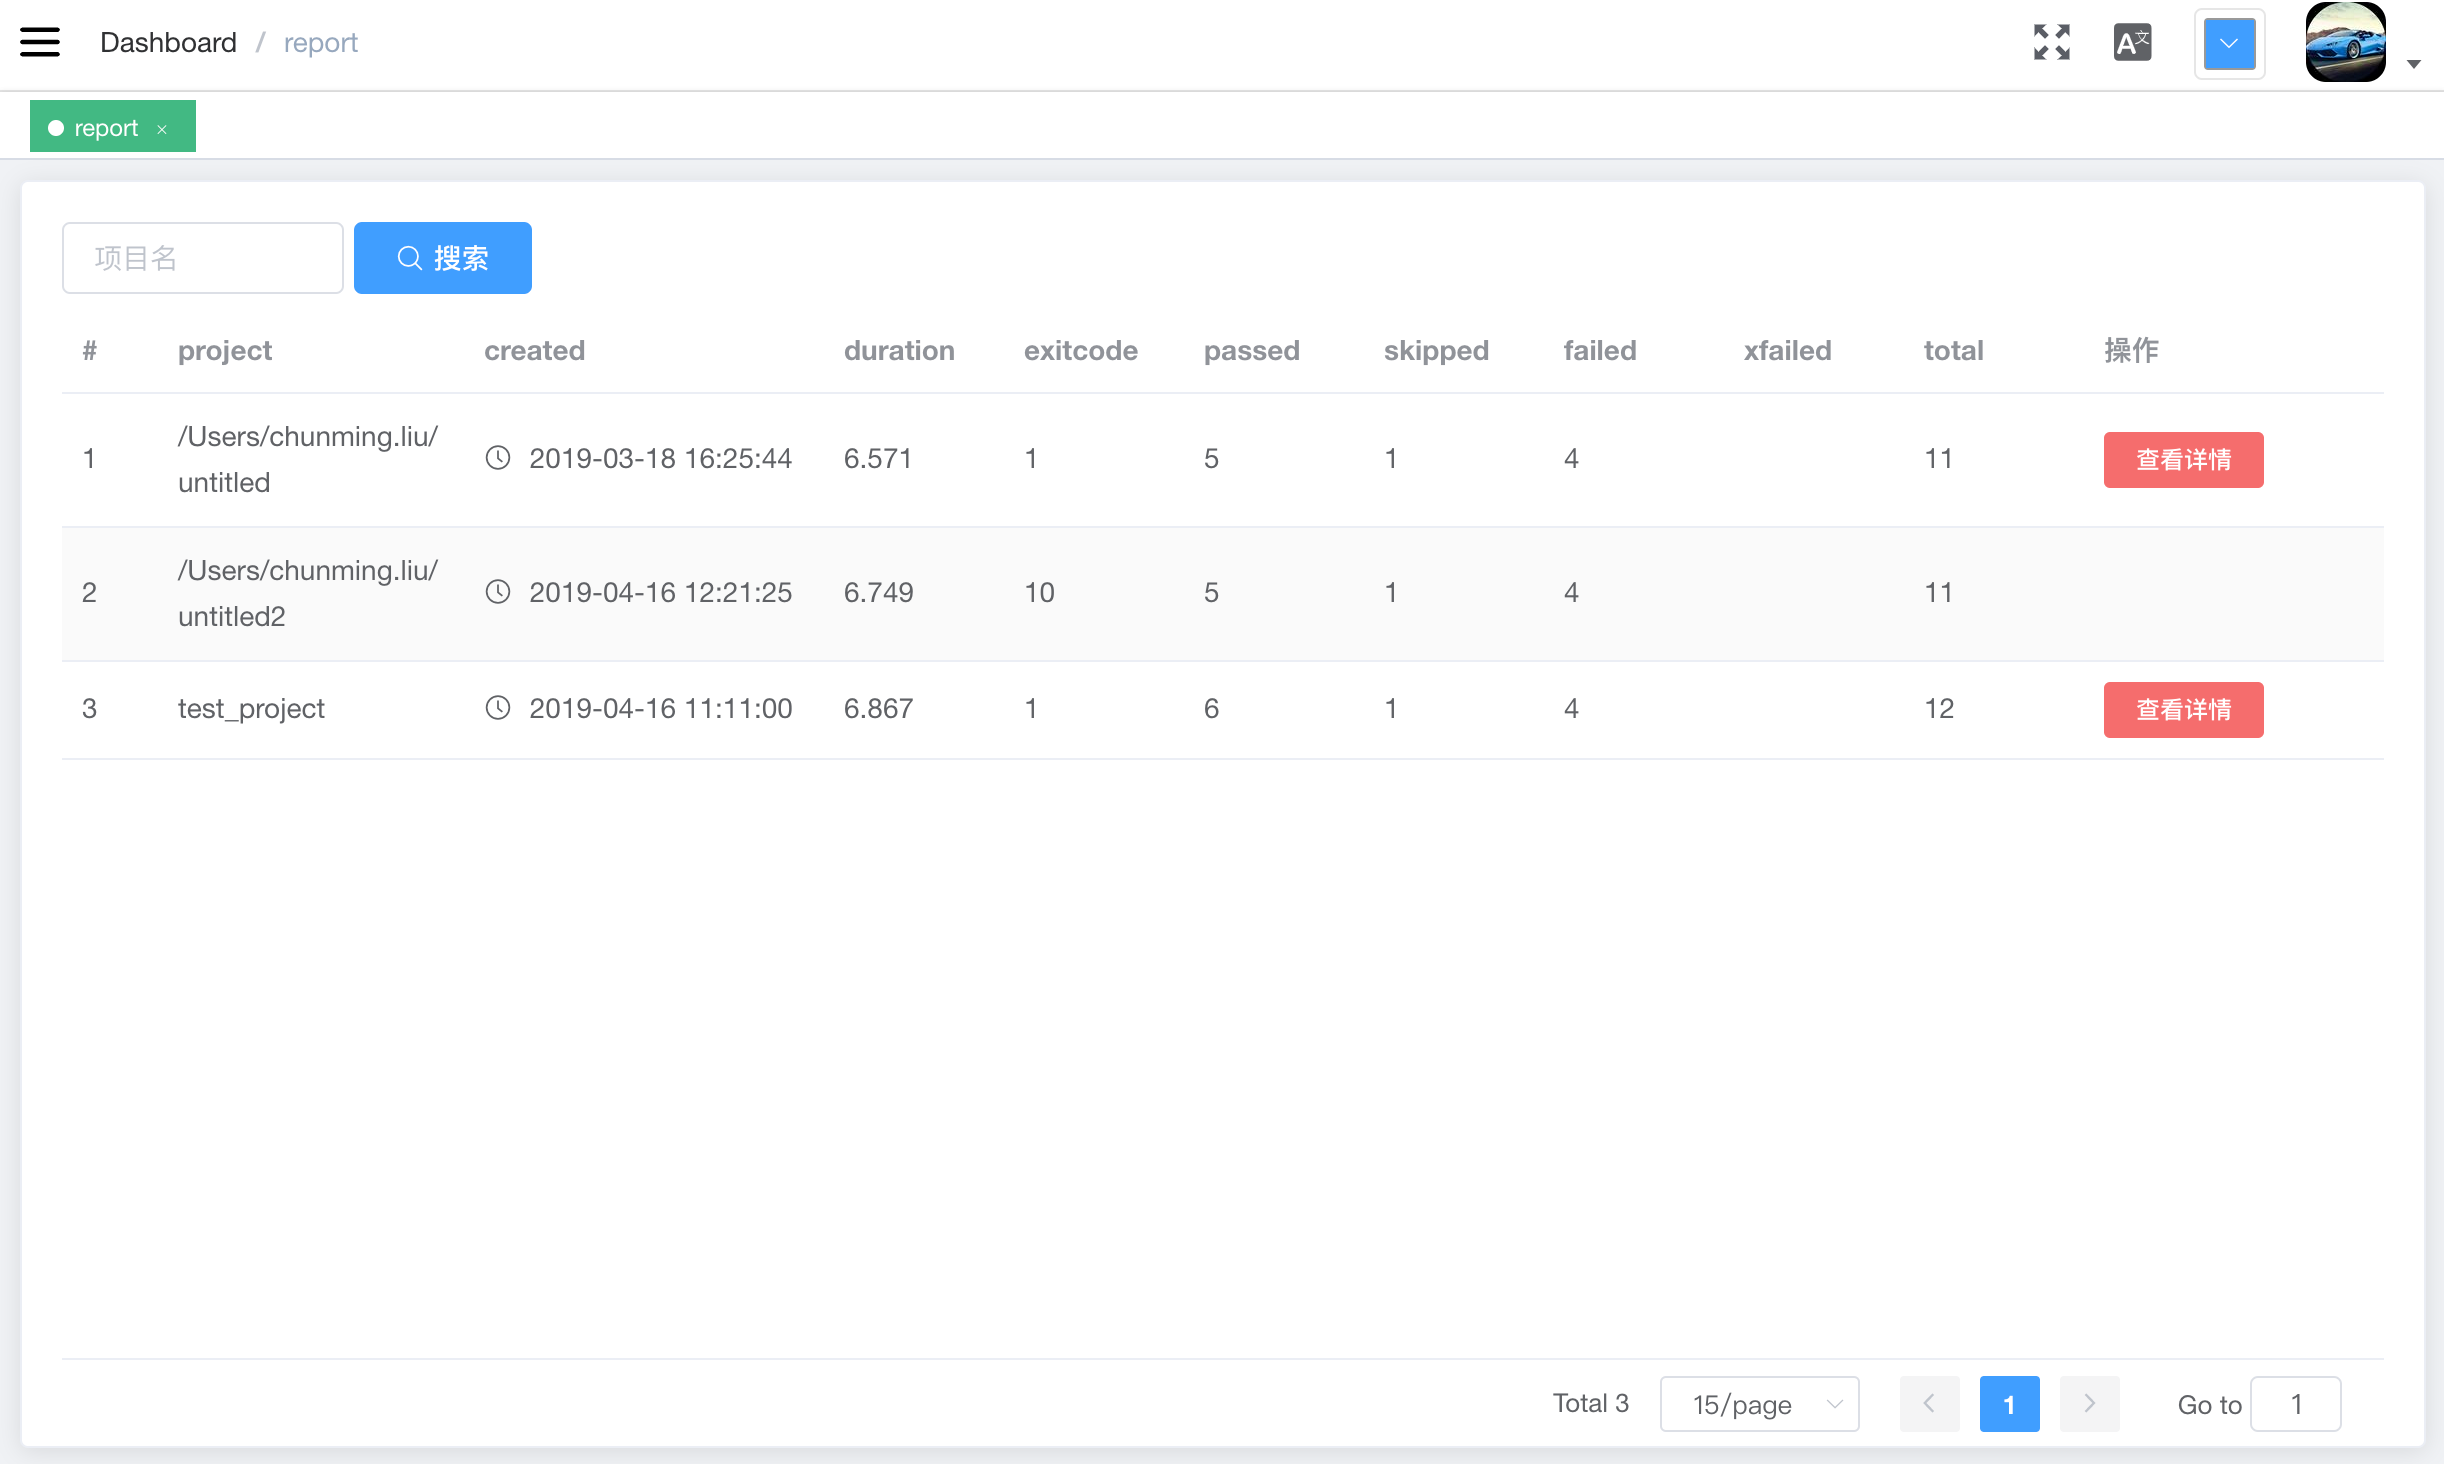 Dashboard / report
report ×
项目名 搜索
# project created duration exitcode passed skipped failed xfailed total 操作
1 /Users/chunming.liu/ 2019-03-18 16:25:44 6.571 1 5 1 4 11 查看详情
untitled
2 /Users/chunming.liu/ 2019-04-16 12:21:25 6.749 10 5 1 4 11
untitled2
3 test_project 2019-04-16 11:11:00 6.867 1 6 1 4 12 查看详情
Total 3 15/page 1 Go to 1